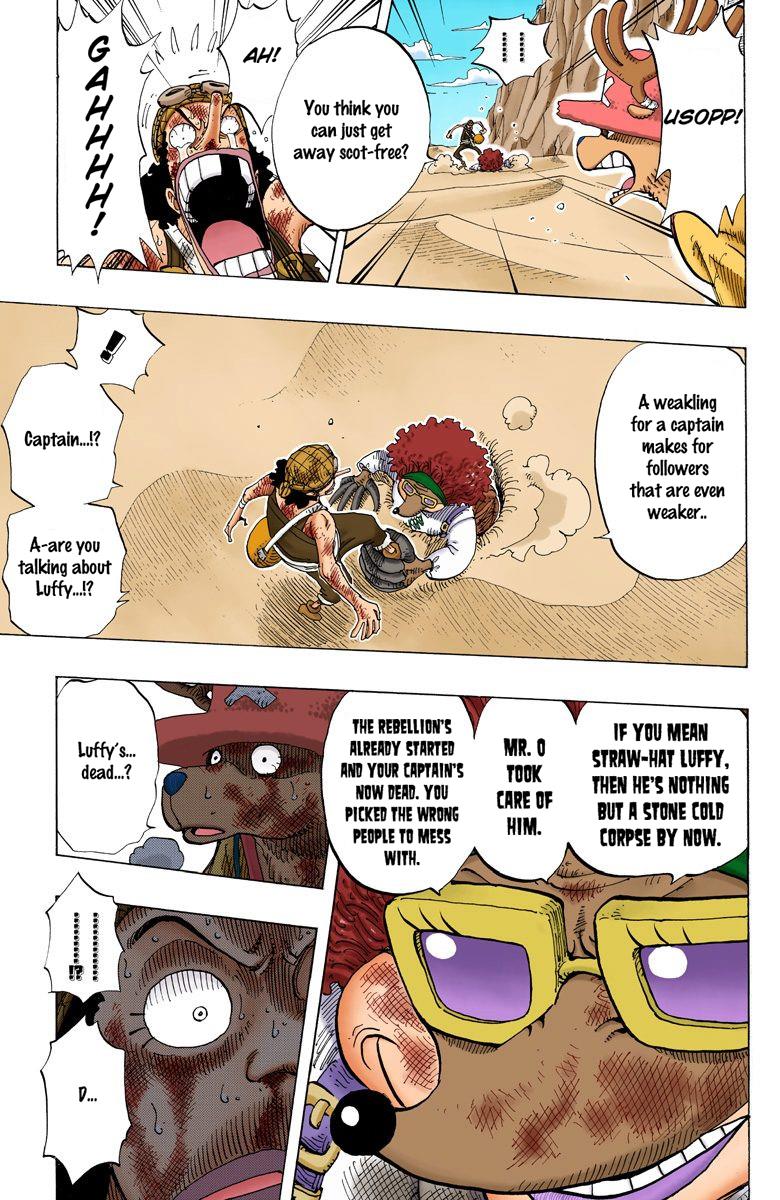 USOPP!
!!!
You think you
can just get
away scot-free?
AH!
GAHHHH!
A weakling
for a captain
makes for
followers
that are even
weaker..
!
Captain...!?
A-are you
talking about
Luffy...!?
IF YOU MEAN
STRAW-HAT LUFFY,
THEN HE'S NOTHING
BUT A STONE COLD
CORPSE BY NOW.
MR. 0
TOOK
CARE OF
HIM.
THE REBELLION'S
ALREADY STARTED
AND YOUR CAPTAIN'S
NOW DEAD. YOU
PICKED THE WRONG
PEOPLE TO MESS
WITH.
Luffy's...
dead...?
..........!?
D...